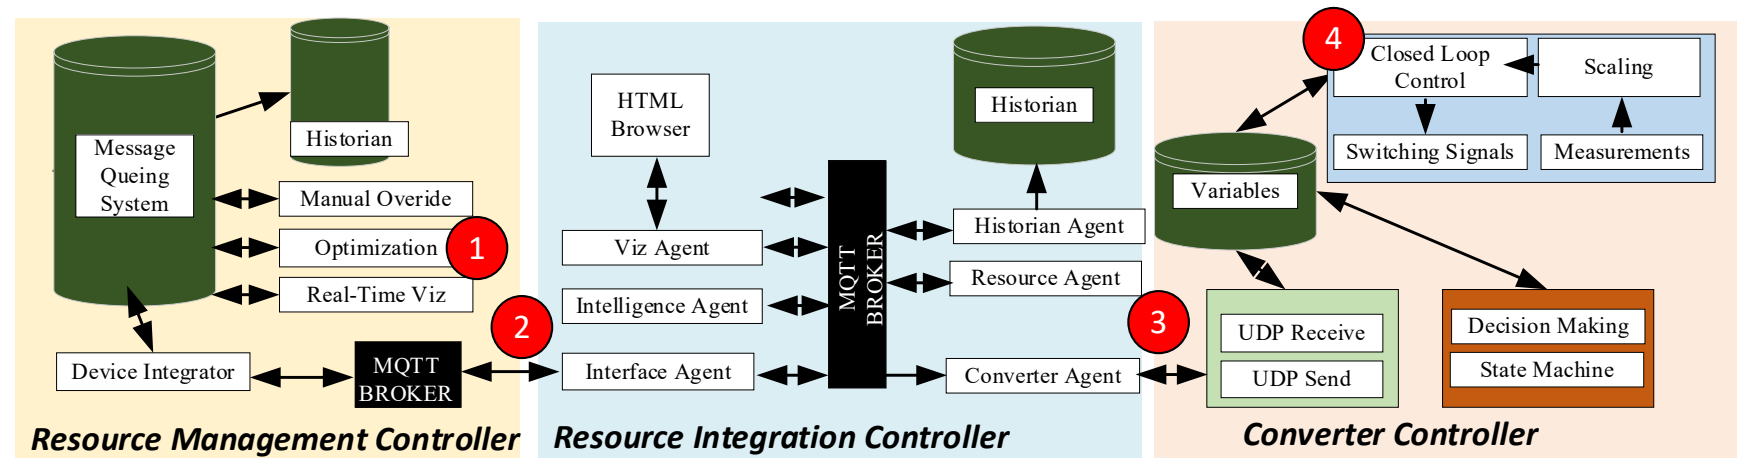 Message
Queing
System
Historian
Manual Overide
Optimization
1
Real-Time Viz
Device Integrator
MQTT
BROKER
Resource Management Controller
2
HTML
Browser
Viz Agent
Intelligence Agent
Interface Agent
MQTT
BROKER
Historian
Historian Agent
Resource Agent
Converter Agent
Resource Integration Controller
3
4
Closed Loop
Control
Scaling
Switching Signals
Measurements
Variables
UDP Receive
UDP Send
Decision Making
State Machine
Converter Controller